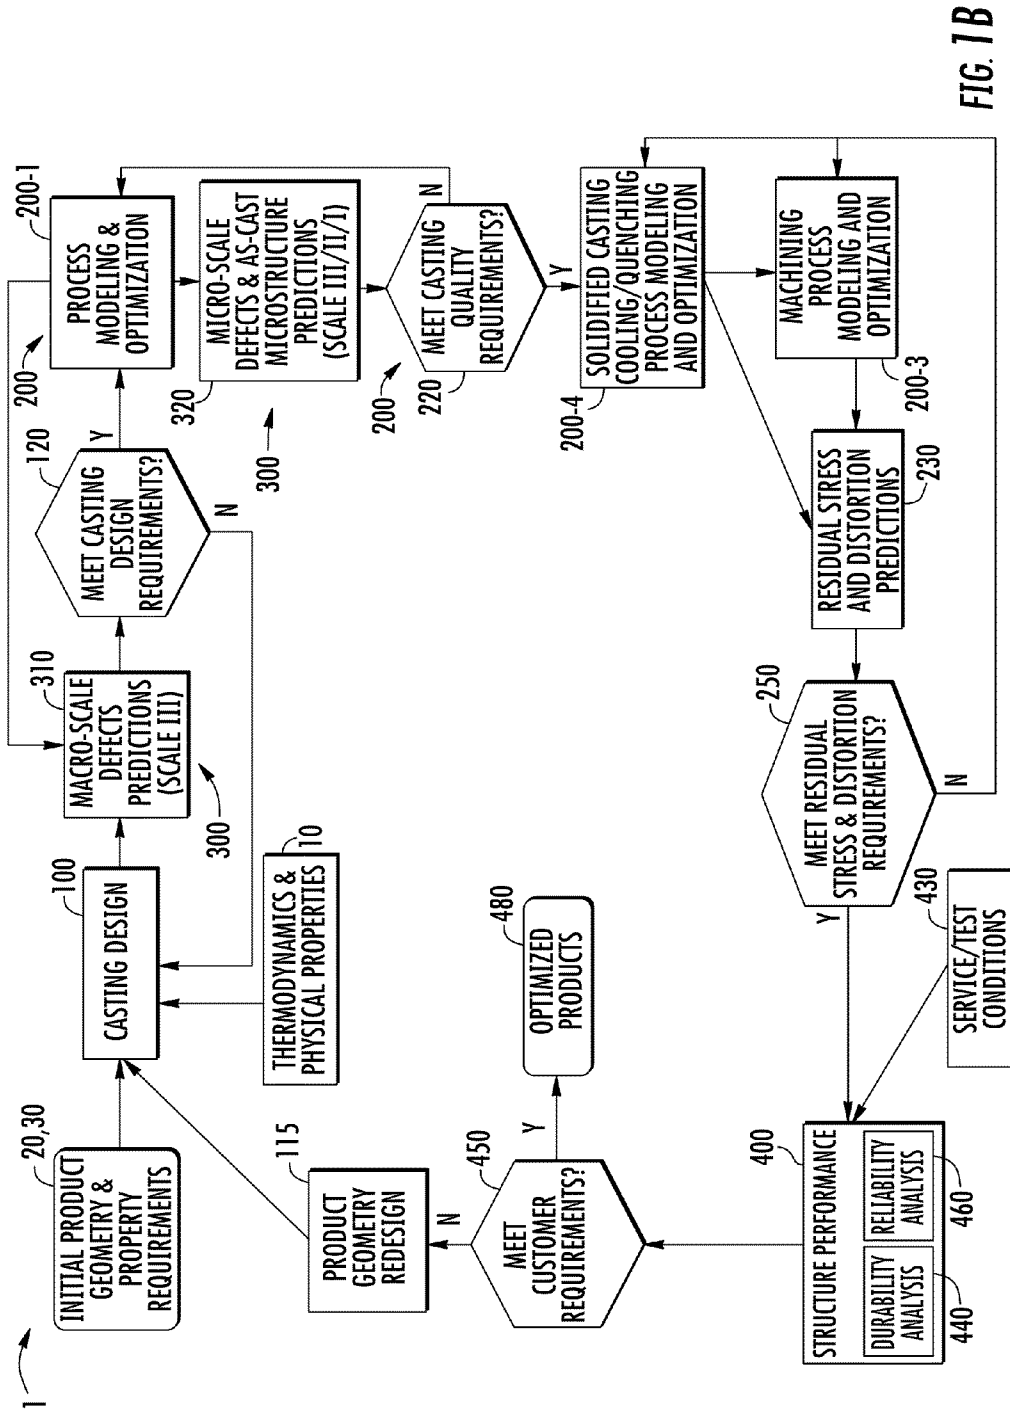 1
20,30
INITIAL PRODUCT
GEOMETRY &
PROPERTY
REQUIREMENTS
100
CASTING DESIGN
310
MACRO-SCALE
DEFECTS
PREDICTIONS
(SCALE III)
300
120
MEET CASTING
DESIGN
REQUIREMENTS?
Y
N
200
200-1
PROCESS
MODELING &
OPTIMIZATION
10
THERMODYNAMICS &
PHYSICAL PROPERTIES
320
MICRO-SCALE
DEFECTS & AS-CAST
MICROSTRUCTURE
PREDICTIONS
(SCALE III/II/I)
300
115
PRODUCT
GEOMETRY
REDESIGN
200
220
MEET CASTING
QUALITY
REQUIREMENTS?
N
Y
N
450
MEET
CUSTOMER
REQUIREMENTS?
Y
480
OPTIMIZED
PRODUCTS
200-4
SOLIDIFIED CASTING
COOLING/QUENCHING
PROCESS MODELING
AND OPTIMIZATION
400
STRUCTURE PERFORMANCE
DURABILITY
ANALYSIS
440
RELIABILITY
ANALYSIS
460
Y
250
MEET RESIDUAL
STRESS & DISTORTION
REQUIREMENTS?
N
RESIDUAL STRESS
AND DISTORTION
PREDICTIONS
230
MACHINING
PROCESS
MODELING AND
OPTIMIZATION
200-3
430
SERVICE/TEST
CONDITIONS
FIG. 1B